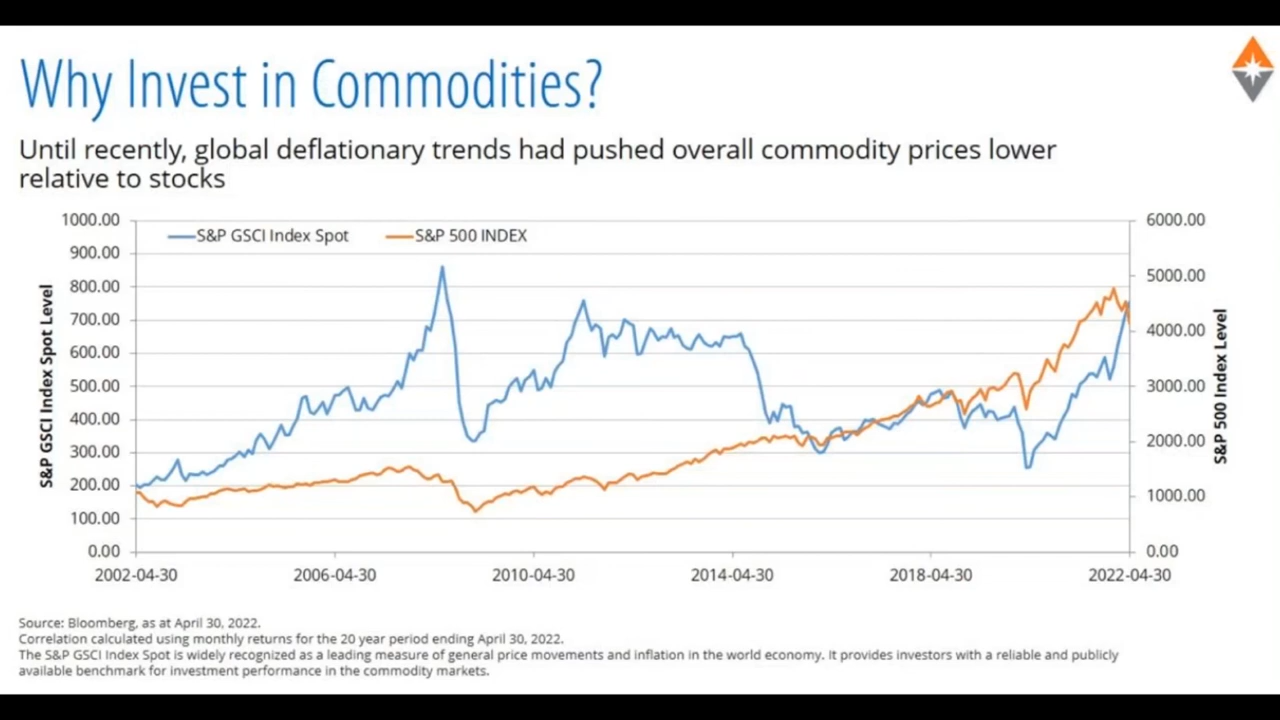 Why Invest in Commodities?
Until recently, global deflationary trends had pushed overall commodity prices lower
relative to stocks
S&P GSCI Index Spot
S&P 500 INDEX
S&P GSCI Index Spot Level
1000.00
900.00
800.00
700.00
600.00
500.00
400.00
300.00
200.00
100.00
0.00
6000.00
5000.00
4000.00
3000.00
2000.00
1000.00
0.00
S&P 500 Index Level
2002-04-30
2006-04-30
2010-04-30
2014-04-30
2018-04-30
2022-04-30
Source: Bloomberg, as at April 30, 2022.
Correlation calculated using monthly returns for the 20 year period ending April 30, 2022.
The S&P GSCI Index Spot is widely recognized as a leading measure of general price movements and inflation in the world economy. It provides investors with a reliable and publicly
available benchmark for investment performance in the commodity markets.